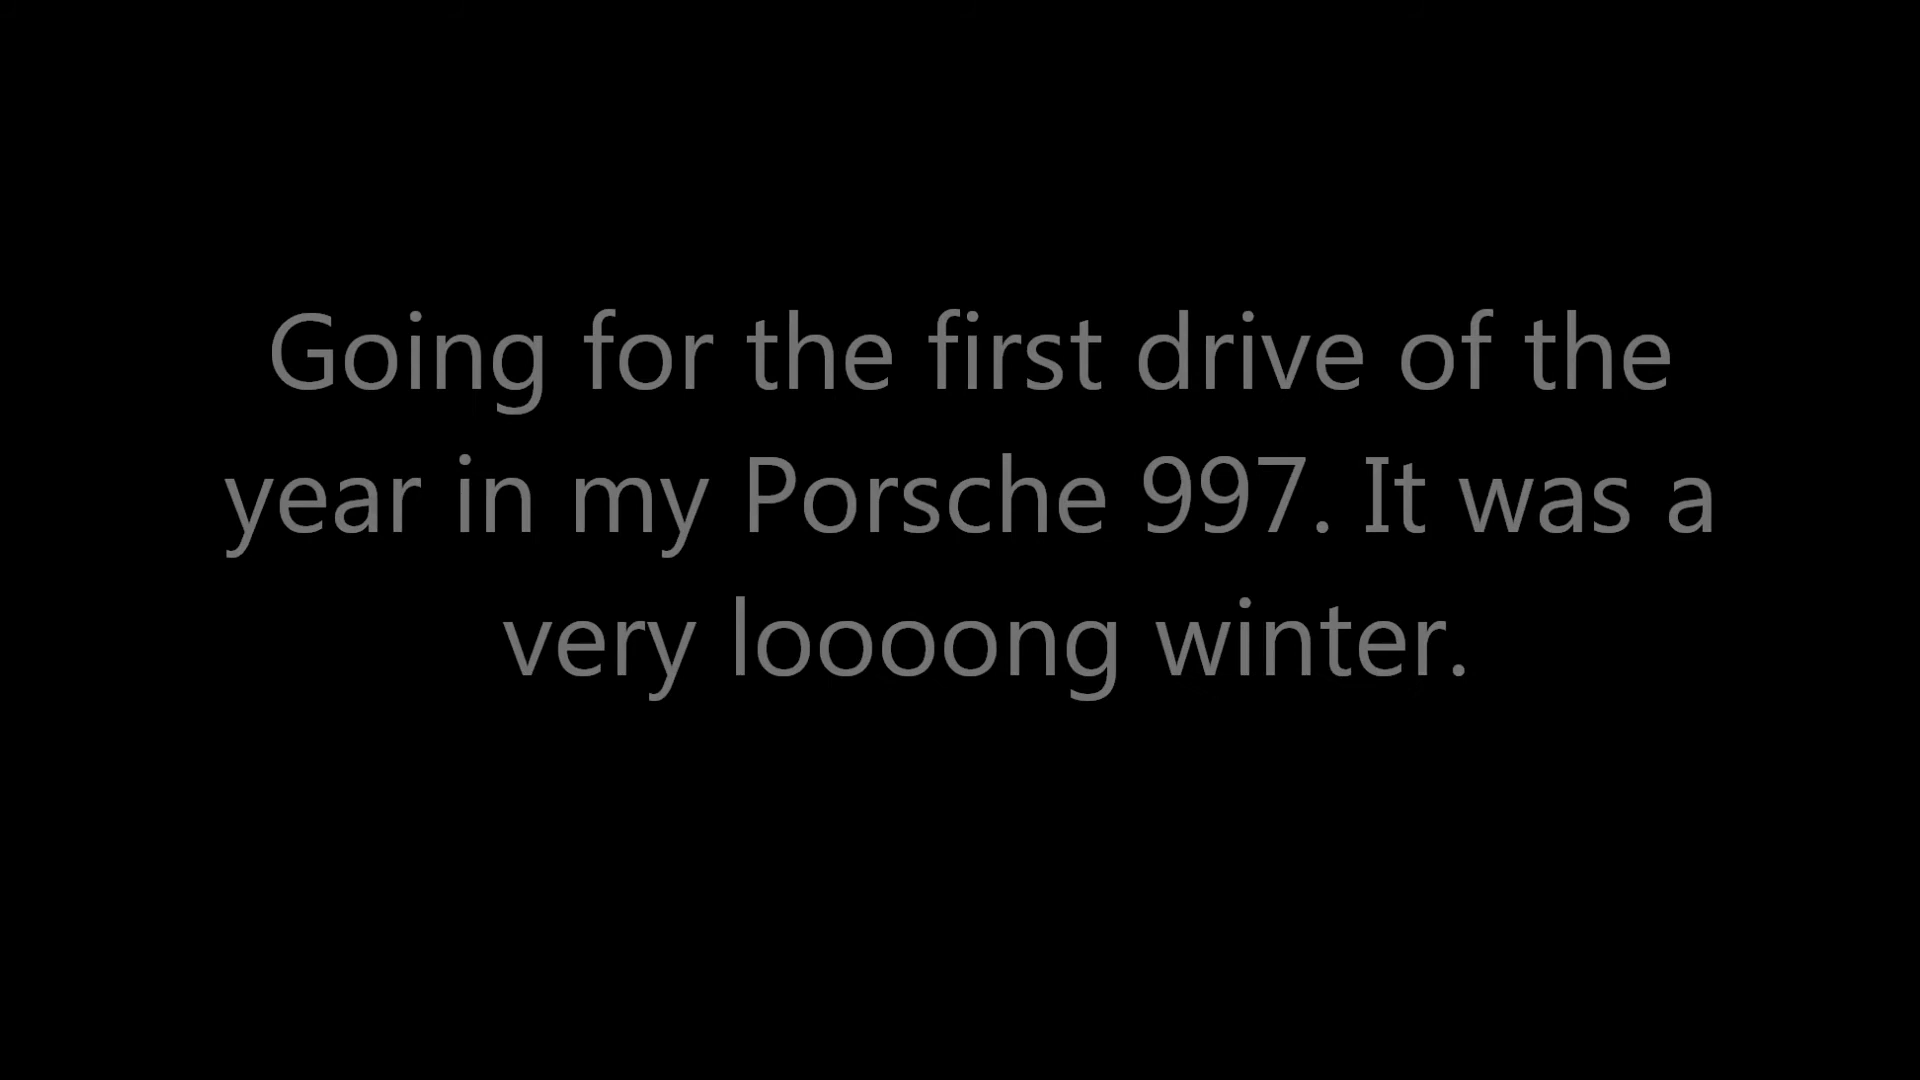 Going for the first drive of the
year in my Porsche 997. It was a
very loooong winter.